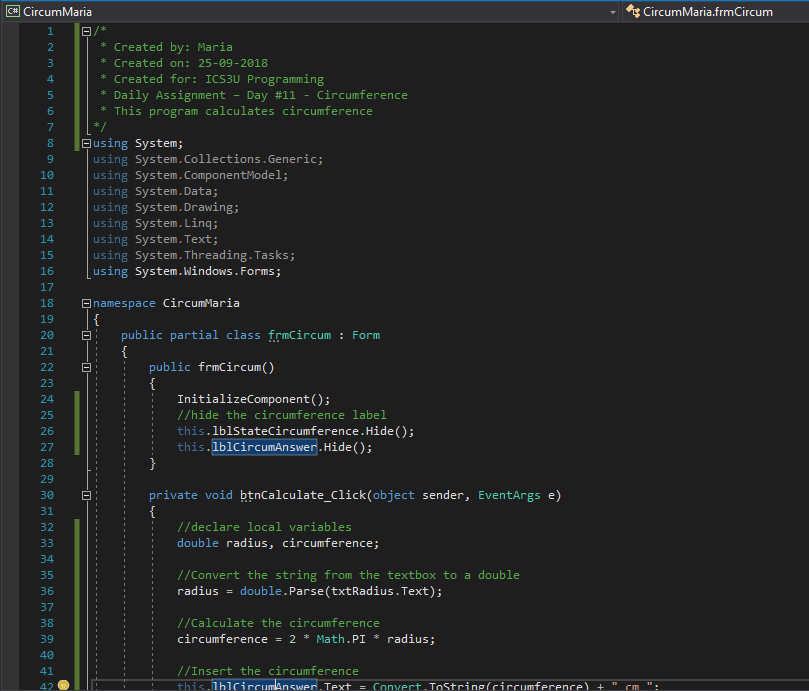 C# CircumMaria CircumMaria.frmCircum
1 /*
2 * Created by: Maria
3 * Created on: 25-09-2018
4 * Created for: ICS3U Programming
5 * Daily Assignment – Day #11 - Circumference
6 * This program calculates circumference
7 */
8 using System;
9 using System.Collections.Generic;
10 using System.ComponentModel;
11 using System.Data;
12 using System.Drawing;
13 using System.Linq;
14 using System.Text;
15 using System.Threading.Tasks;
16 using System.Windows.Forms;
17
18 namespace CircumMaria
19 {
20 public partial class frmCircum : Form
21 {
22 public frmCircum()
23 {
24 InitializeComponent();
25 //hide the circumference label
26 this.lblStateCircumference.Hide();
27 this.lblCircumAnswer.Hide();
28 }
29
30 private void btnCalculate_Click(object sender, EventArgs e)
31 {
32 //declare local variables
33 double radius, circumference;
34
35 //Convert the string from the textbox to a double
36 radius = double.Parse(txtRadius.Text);
37
38 //Calculate the circumference
39 circumference = 2 * Math.PI * radius;
40
41 //Insert the circumference
42 this.lblCircumAnswer.Text = Convert.ToString(circumference) + " cm ";